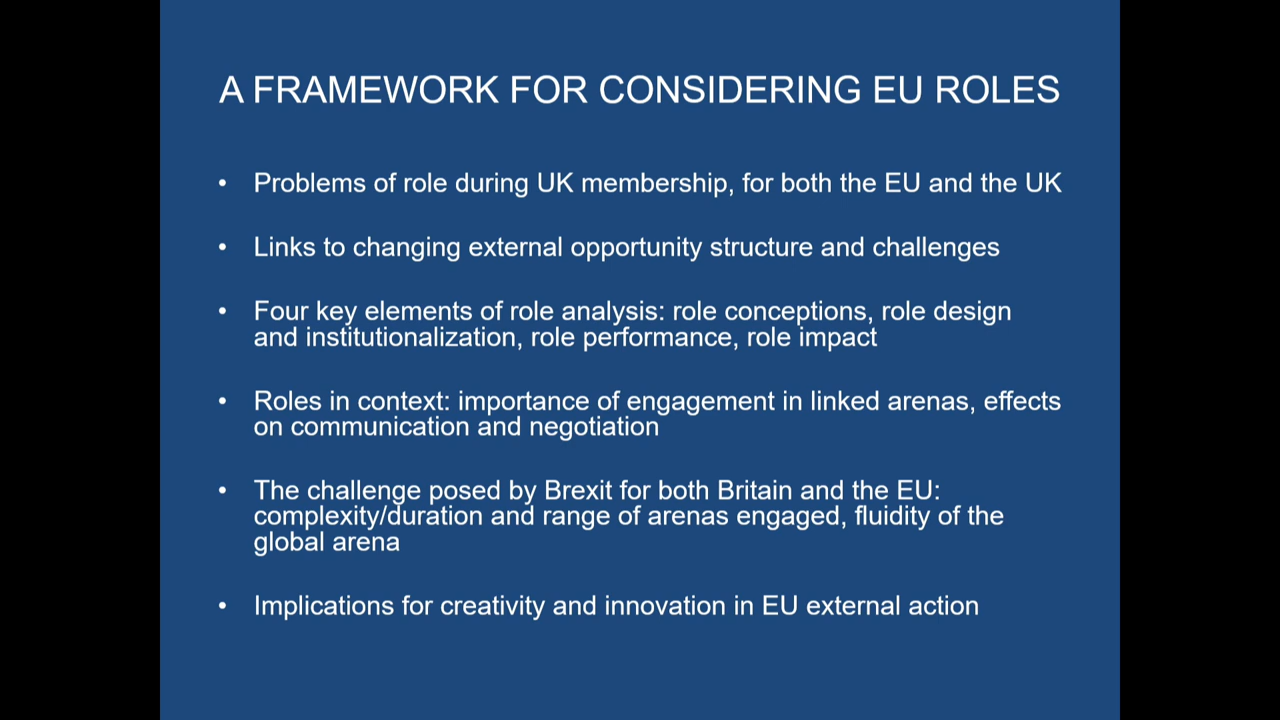 A FRAMEWORK FOR CONSIDERING EU ROLES
• Problems of role during UK membership, for both the EU and the UK
• Links to changing external opportunity structure and challenges
• Four key elements of role analysis: role conceptions, role design
and institutionalization, role performance, role impact
• Roles in context: importance of engagement in linked arenas, effects
on communication and negotiation
• The challenge posed by Brexit for both Britain and the EU:
complexity/duration and range of arenas engaged, fluidity of the
global arena
• Implications for creativity and innovation in EU external action